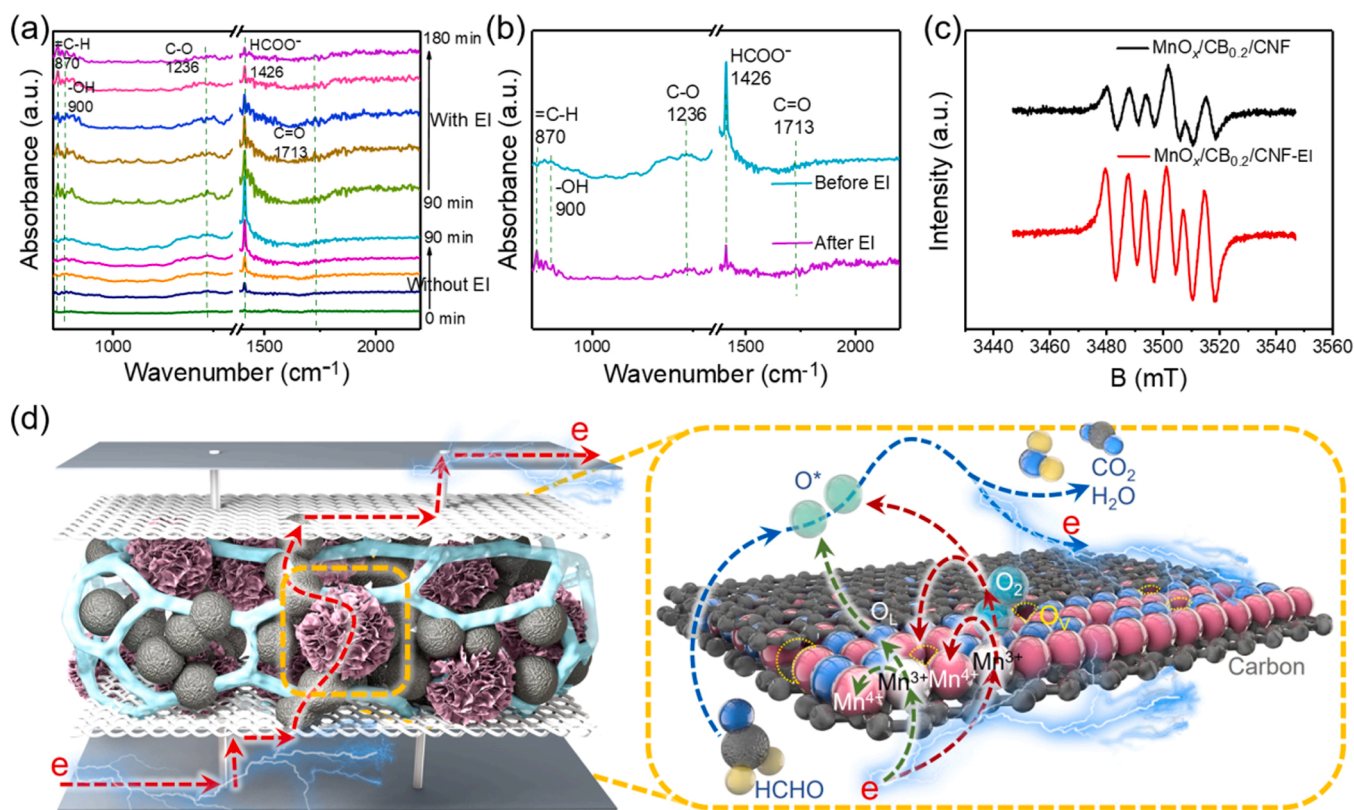 (a)
=C-H
870
-OH
900
C-O
1236
HCOO⁻
1426
C=O
1713
180 min
With EI
90 min
90 min
Without EI
0 min
Absorbance (a.u.)
1000
1500
2000
Wavenumber (cm⁻¹)
(b)
=C-H
870
-OH
900
C-O
1236
HCOO⁻
1426
C=O
1713
Before EI
After EI
Absorbance (a.u.)
1000
1500
2000
Wavenumber (cm⁻¹)
(c)
MnOₓ/CB₀.₂/CNF
MnOₓ/CB₀.₂/CNF-EI
Intensity (a.u.)
3440
3460
3480
3500
3520
3540
3560
B (mT)
(d)
e
e
O*
CO₂
H₂O
e
O₂
O_L
O_V
Mn³⁺
Mn⁴⁺
Mn³⁺
Mn⁴⁺
Carbon
HCHO
e